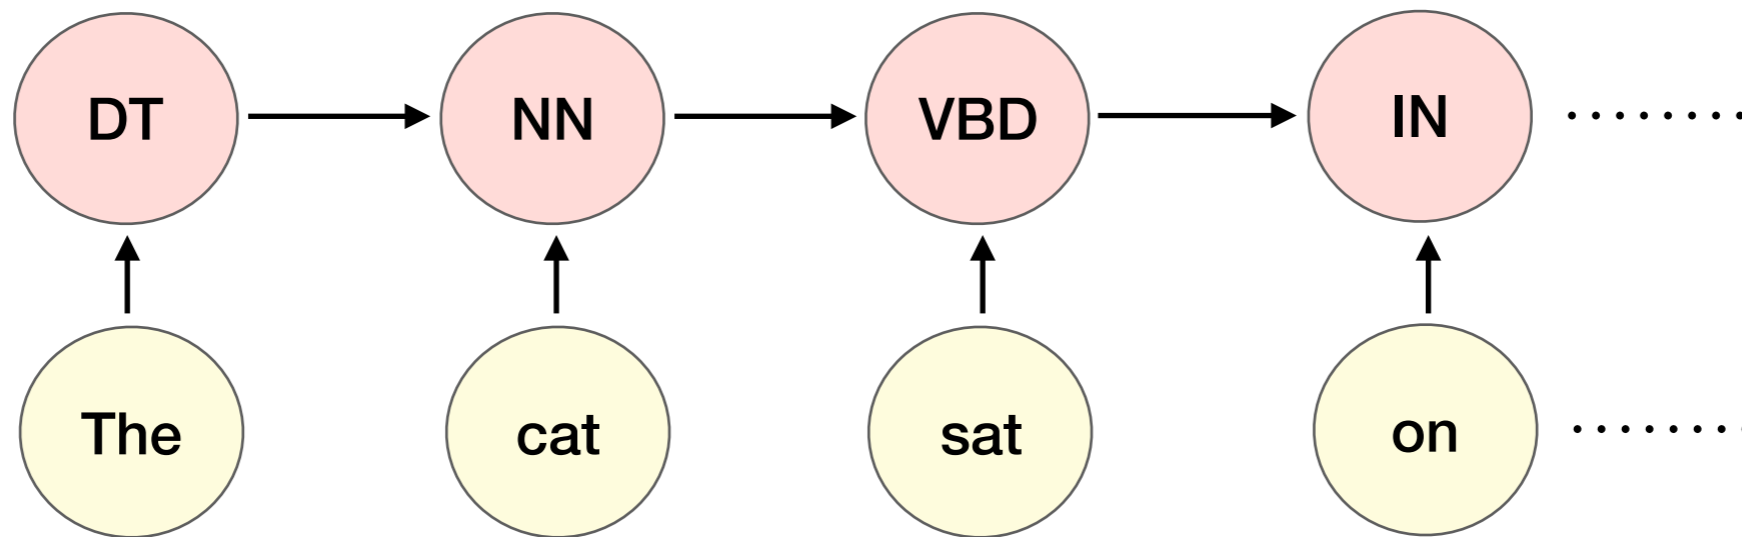 DT NN VBD IN ........
The cat sat on ........